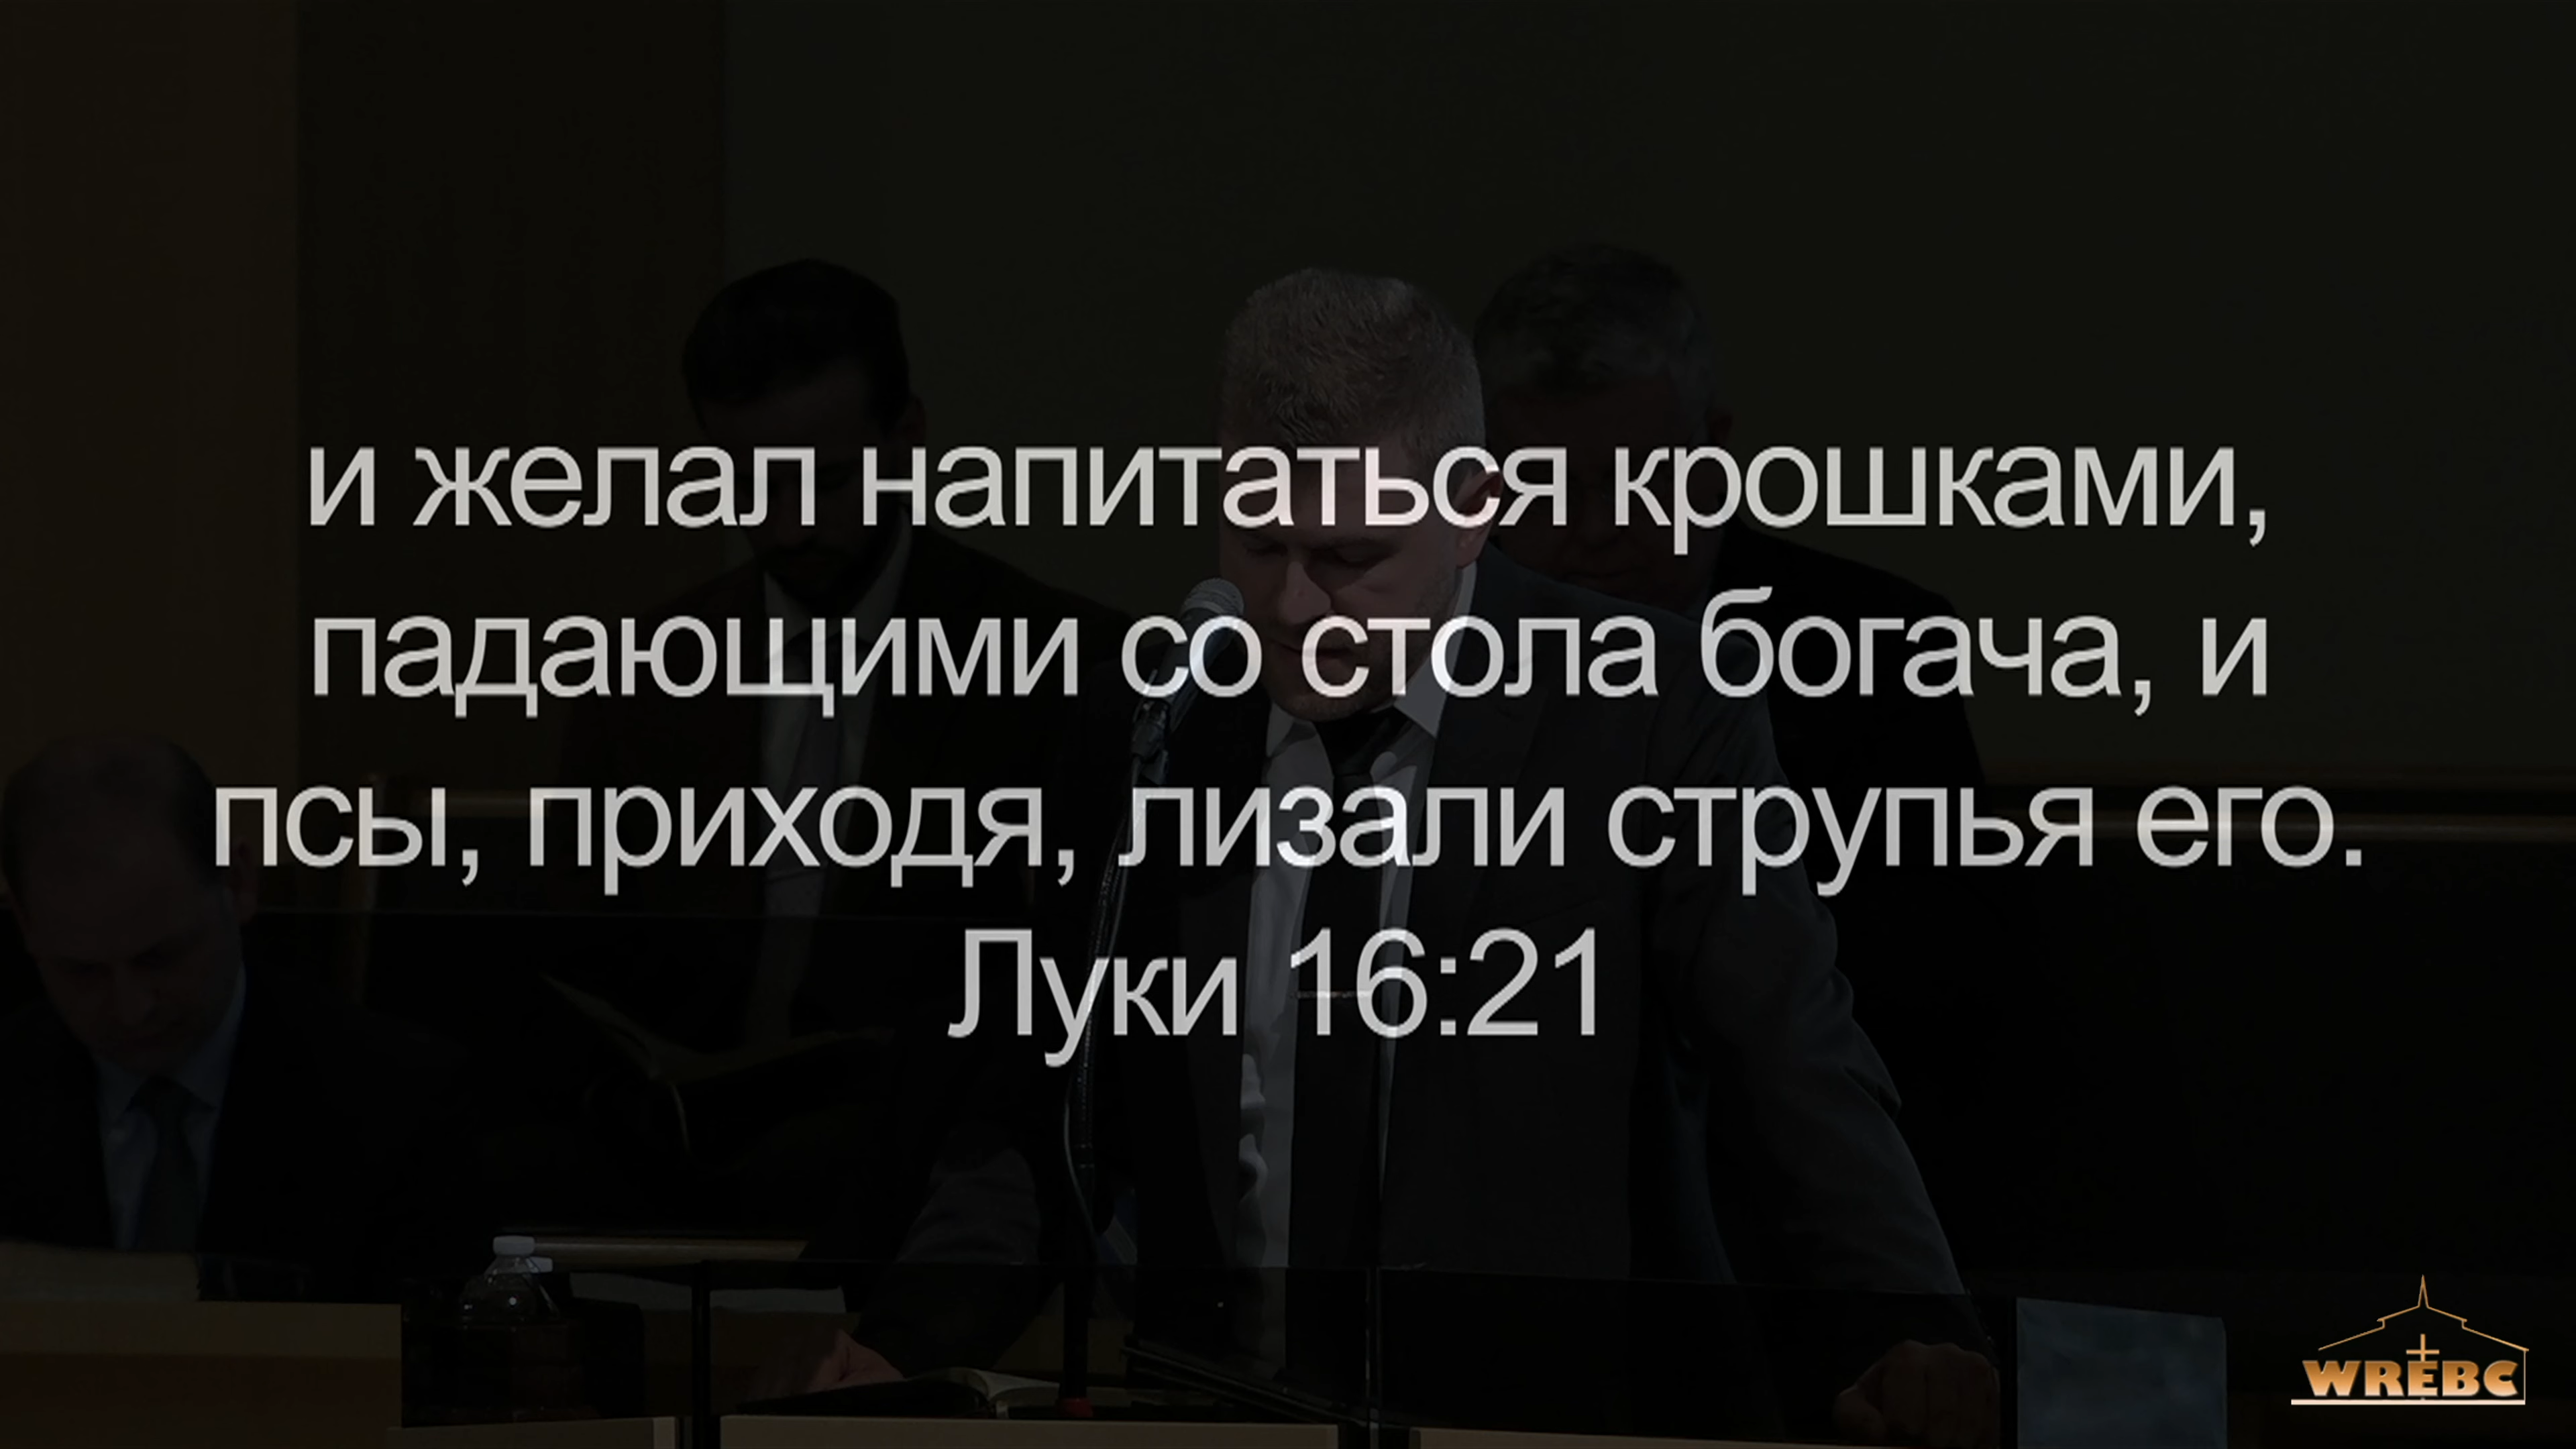 и желал напитаться крошками,
падающими со стола богача, и
псы, приходя, лизали струпья его.
Луки 16:21
WREBC